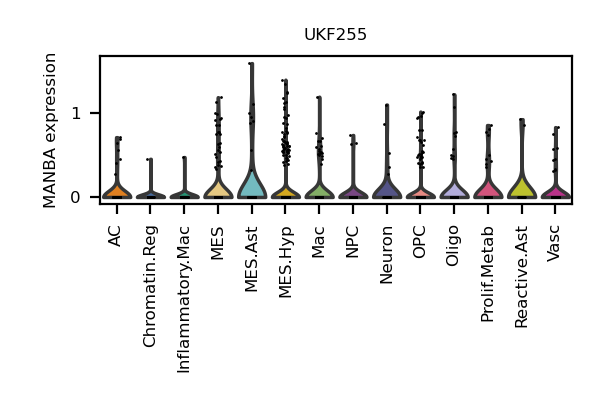 UKF255
MANBA expression
1
0
AC
Chromatin.Reg
Inflammatory.Mac
MES
MES.Ast
MES.Hyp
Mac
NPC
Neuron
OPC
Oligo
Prolif.Metab
Reactive.Ast
Vasc